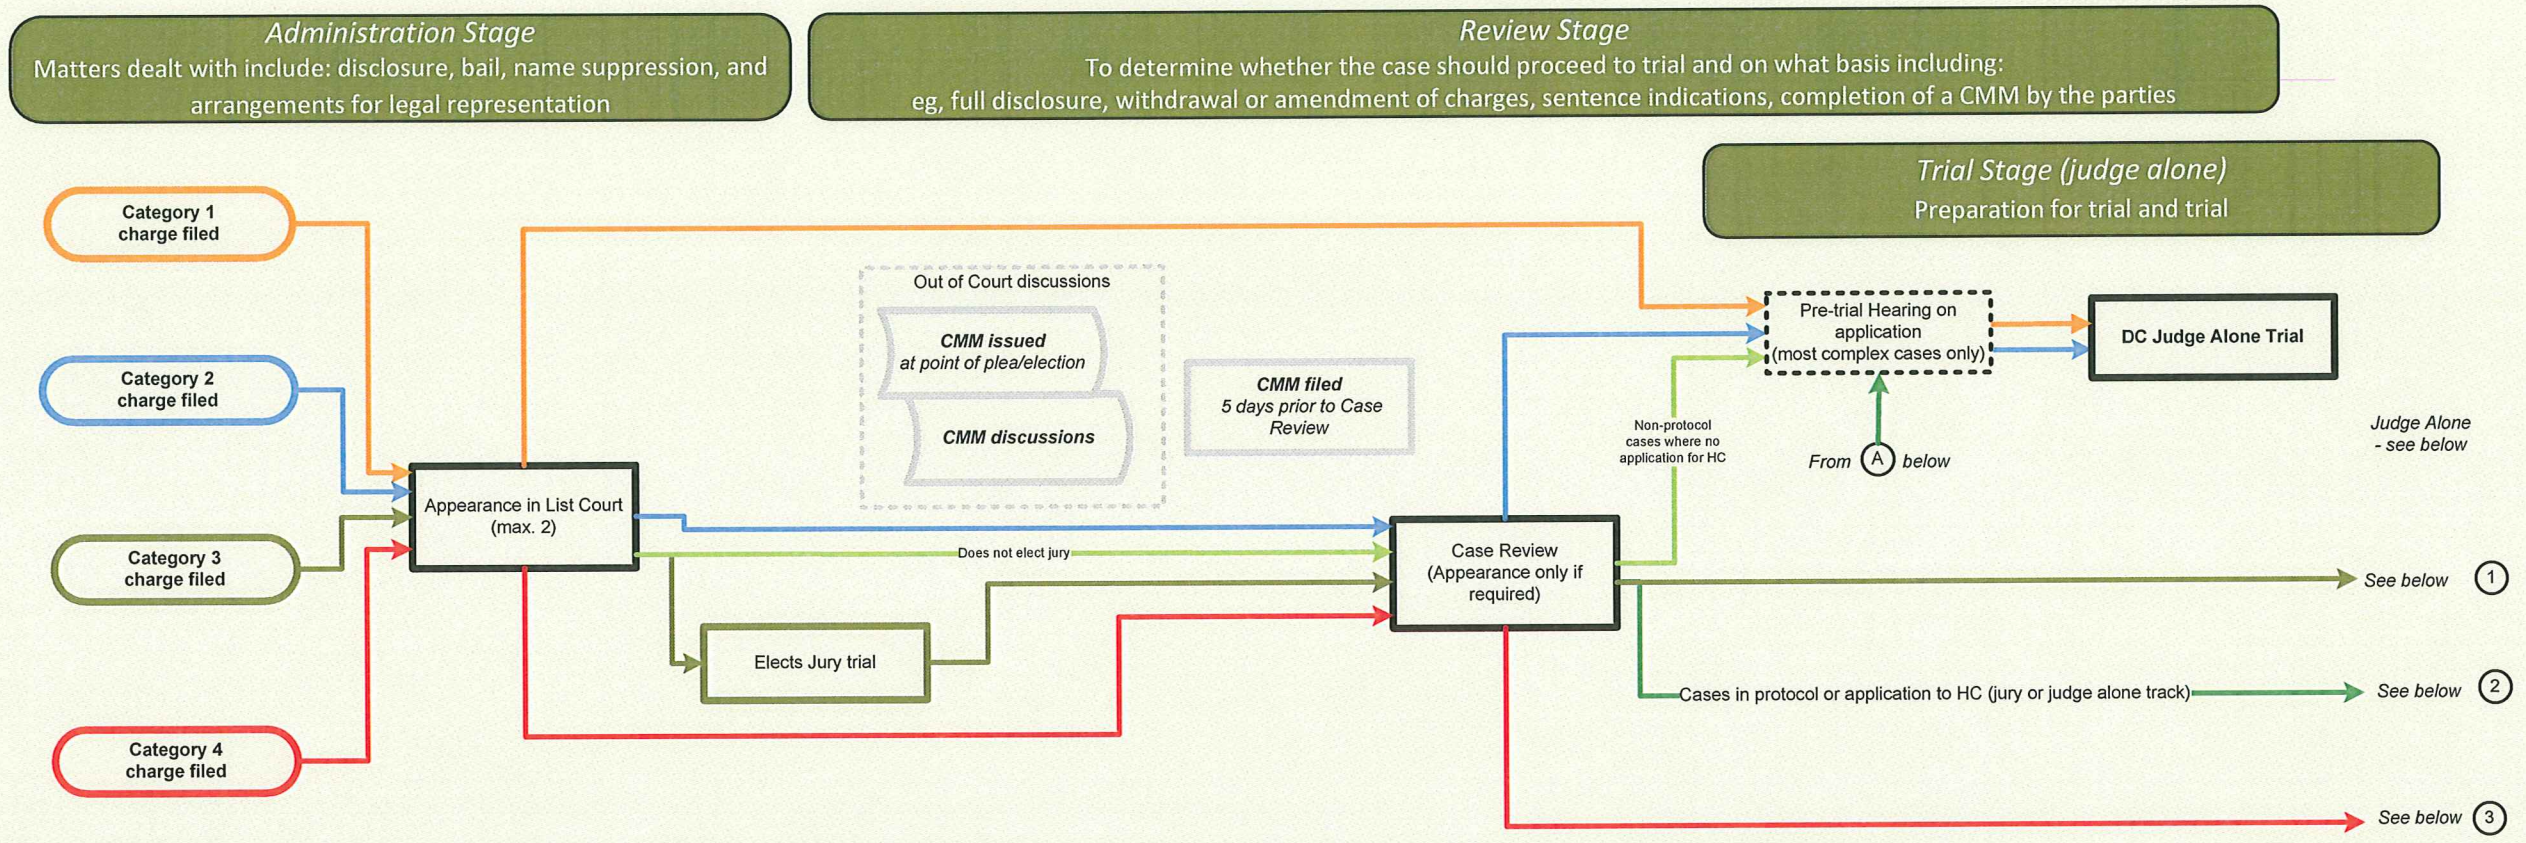 Administration Stage
Matters dealt with include: disclosure, bail, name suppression, and
arrangements for legal representation
Review Stage
To determine whether the case should proceed to trial and on what basis including:
eg, full disclosure, withdrawal or amendment of charges, sentence indications, completion of a CMM by the parties
Trial Stage (judge alone)
Preparation for trial and trial
Category 1
charge filed
Category 2
charge filed
Category 3
charge filed
Category 4
charge filed
Appearance in List Court
(max. 2)
Out of Court discussions
CMM issued
at point of plea/election
CMM discussions
CMM filed
5 days prior to Case
Review
Does not elect jury
Elects Jury trial
Case Review
(Appearance only if
required)
Non-protocol
cases where no
application for HC
Pre-trial Hearing on
application
(most complex cases only)
From A below
DC Judge Alone Trial
Judge Alone
- see below
See below 1
Cases in protocol or application to HC (jury or judge alone track)
See below 2
See below 3